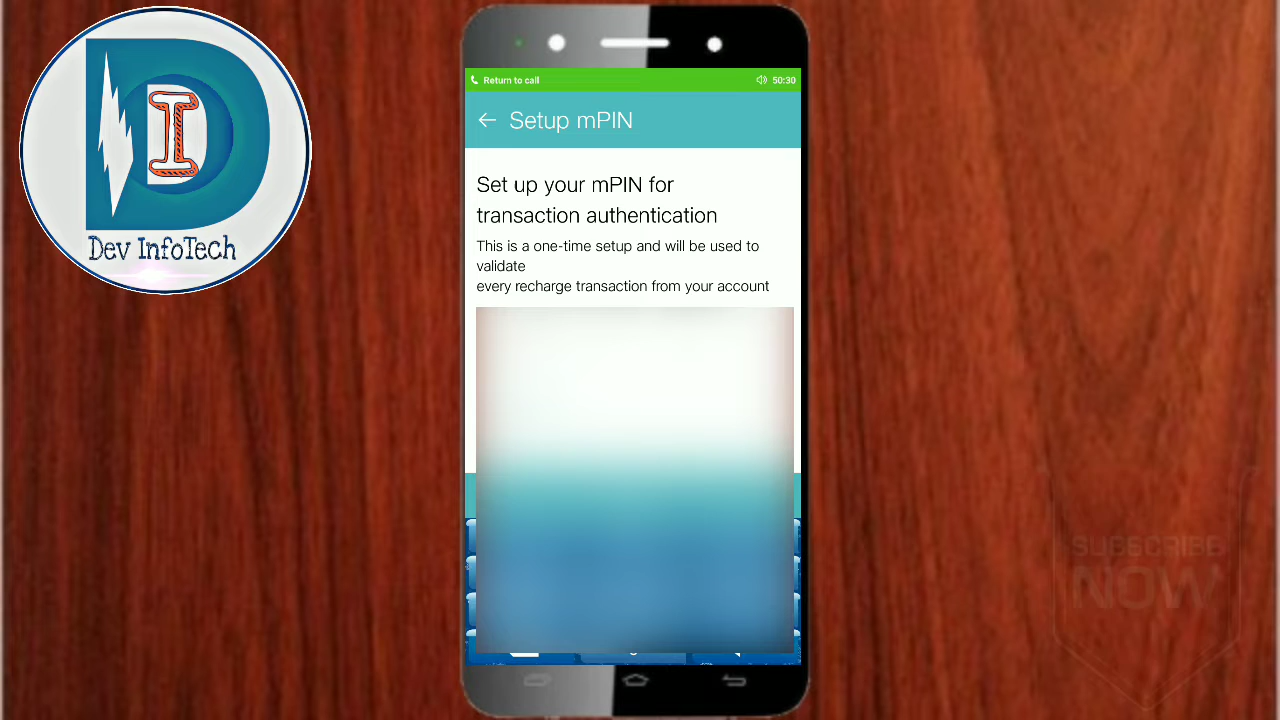 Dev InfoTech
Return to call
50:30
Setup mPIN
Set up your mPIN for
transaction authentication
This is a one-time setup and will be used to
validate
every recharge transaction from your account
SUBSCRIBE
NOW